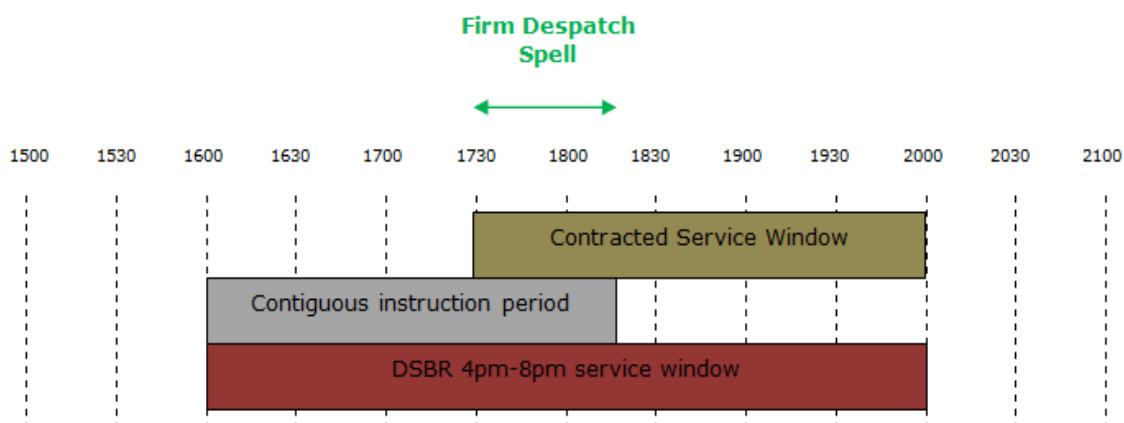 Firm Despatch
Spell
1500 1530 1600 1630 1700 1730 1800 1830 1900 1930 2000 2030 2100
Contracted Service Window
Contiguous instruction period
DSBR 4pm-8pm service window